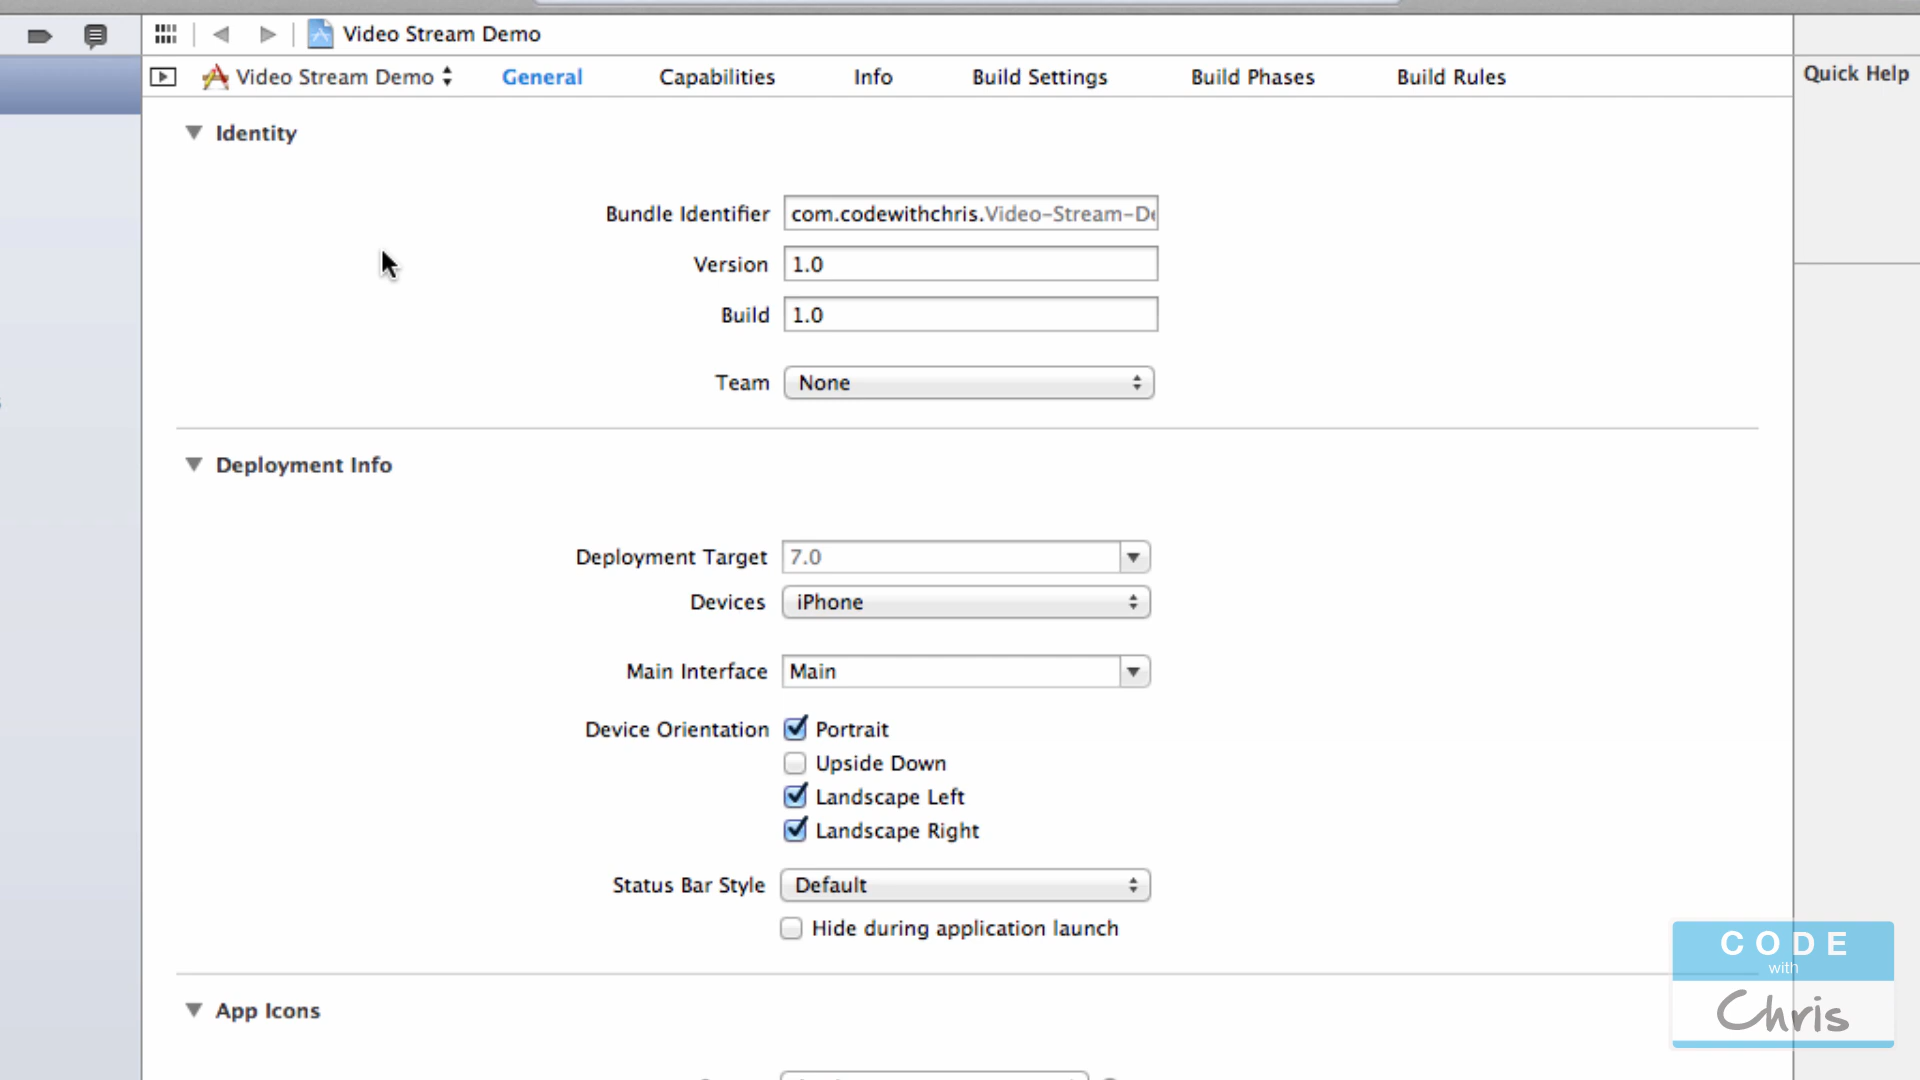 Video Stream Demo
Video Stream Demo General Capabilities Info Build Settings Build Phases Build Rules Quick Help
Identity
Bundle Identifier com.codewithchris.Video-Stream-De
Version 1.0
Build 1.0
Team None
Deployment Info
Deployment Target 7.0
Devices iPhone
Main Interface Main
Device Orientation Portrait
Upside Down
Landscape Left
Landscape Right
Status Bar Style Default
Hide during application launch
CODE
with
Chris
App Icons